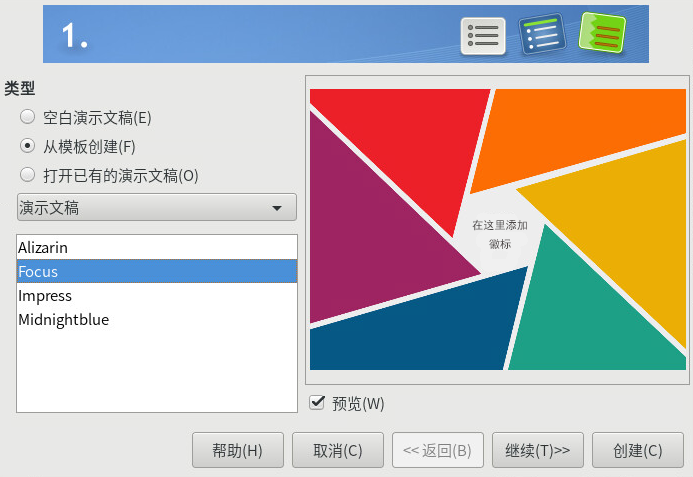 1.
类型
空白演示文稿(E)
从模板创建(F)
打开已有的演示文稿(O)
演示文稿
Alizarin
Focus
Impress
Midnightblue
在这里添加
徽标
预览(W)
帮助(H)
取消(C)
<< 返回(B)
继续(T)>>
创建(C)